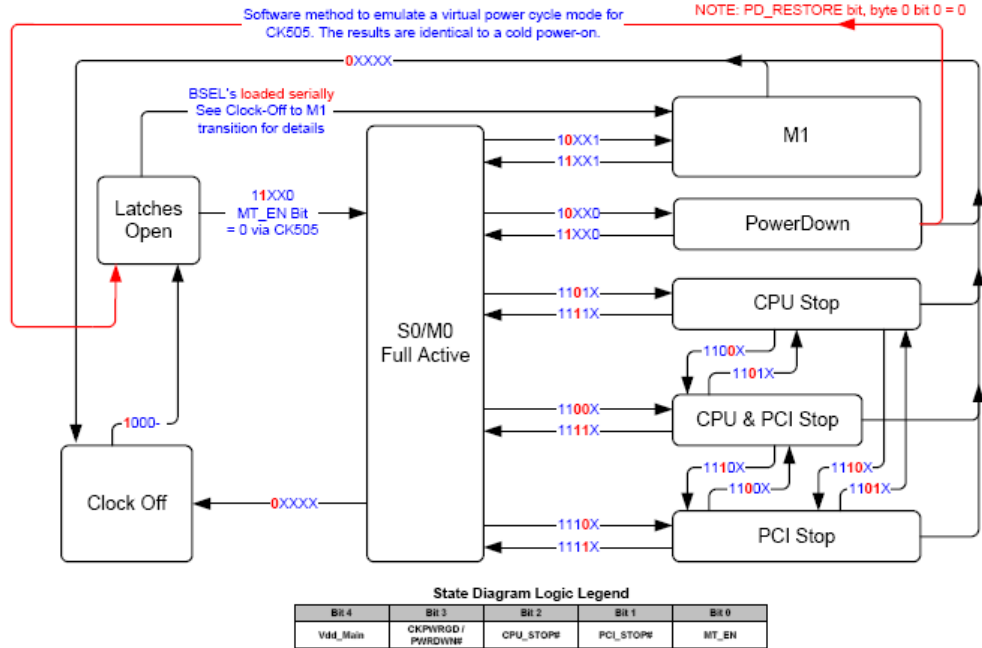 Software method to emulate a virtual power cycle mode for
CK505. The results are identical to a cold power-on.
NOTE: PD_RESTORE bit, byte 0 bit 0 = 0
0XXXX
BSEL's loaded serially
See Clock-Off to M1
transition for details
M1
10XX1
11XX1
Latches
Open
11XX0
MT_EN Bit
= 0 via CK505
10XX0
11XX0
PowerDown
S0/M0
Full Active
1101X
1111X
CPU Stop
1100X
1101X
1100X
1111X
CPU & PCI Stop
1000-
1110X
1100X
1110X
1101X
Clock Off
0XXXX
1110X
1111X
PCI Stop
State Diagram Logic Legend
Bit 4 Bit 3 Bit 2 Bit 1 Bit 0
Vdd_Main CKPWRGD / PWRDWN# CPU_STOP# PCI_STOP# MT_EN